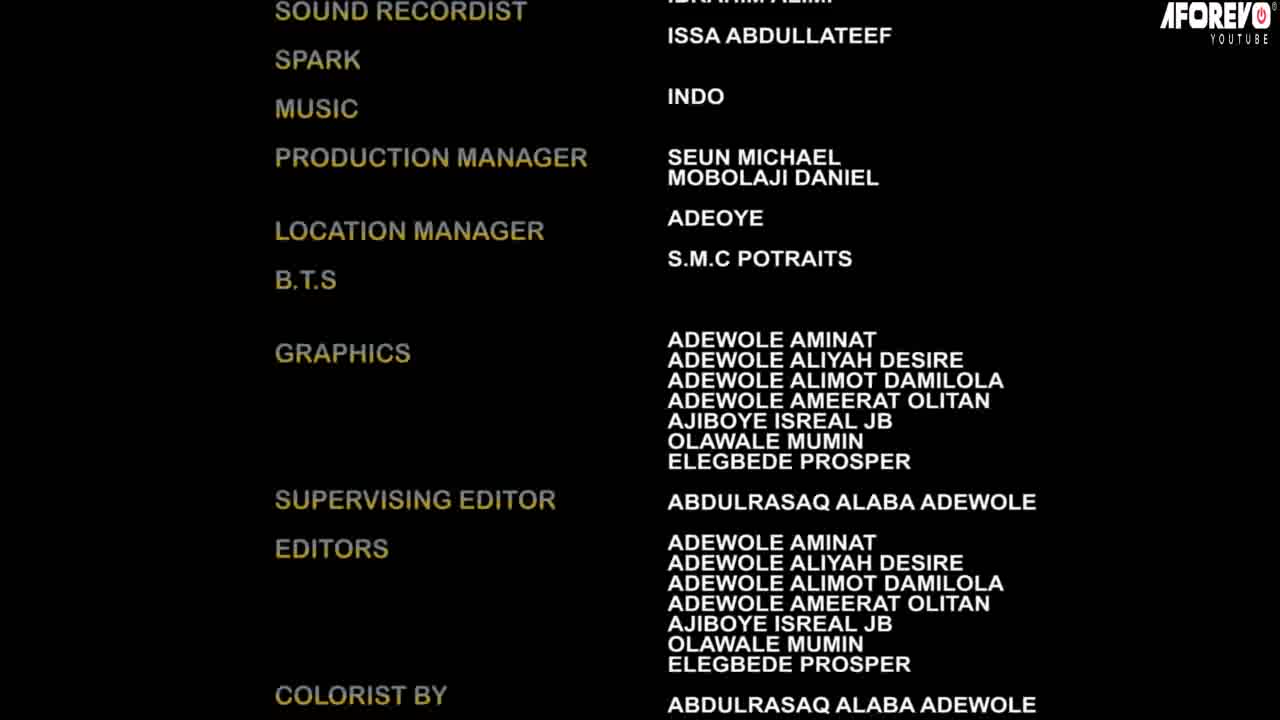 SOUND RECORDIST
AFOREVO
YOUTUBE
ISSA ABDULLATEEF
SPARK
INDO
MUSIC
PRODUCTION MANAGER
SEUN MICHAEL
MOBOLAJI DANIEL
ADEOYE
LOCATION MANAGER
S.M.C POTRAITS
B.T.S
GRAPHICS
ADEWOLE AMINAT
ADEWOLE ALIYAH DESIRE
ADEWOLE ALIMOT DAMILOLA
ADEWOLE AMEERAT OLITAN
AJIBOYE ISREAL JB
OLAWALE MUMIN
ELEGBEDE PROSPER
SUPERVISING EDITOR
ABDULRASAQ ALABA ADEWOLE
EDITORS
ADEWOLE AMINAT
ADEWOLE ALIYAH DESIRE
ADEWOLE ALIMOT DAMILOLA
ADEWOLE AMEERAT OLITAN
AJIBOYE ISREAL JB
OLAWALE MUMIN
ELEGBEDE PROSPER
COLORIST BY
ABDULRASAQ ALABA ADEWOLE